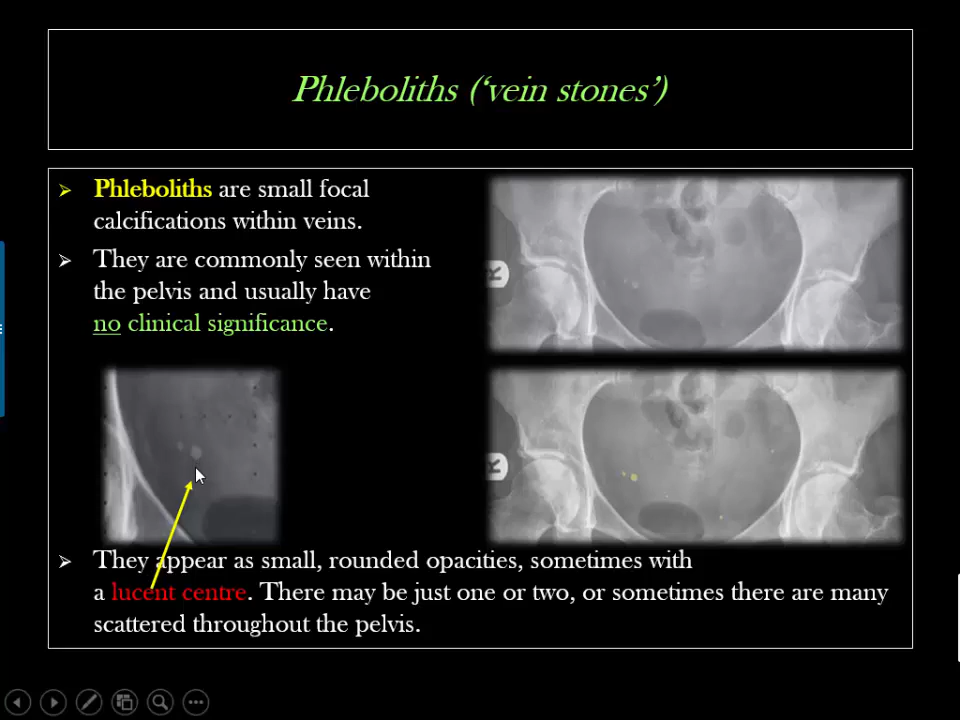 Phleboliths (‘vein stones’)
➢ Phleboliths are small focal
calcifications within veins.
➢ They are commonly seen within
the pelvis and usually have
no clinical significance.
R
R
➢ They appear as small, rounded opacities, sometimes with
a lucent centre. There may be just one or two, or sometimes there are many
scattered throughout the pelvis.